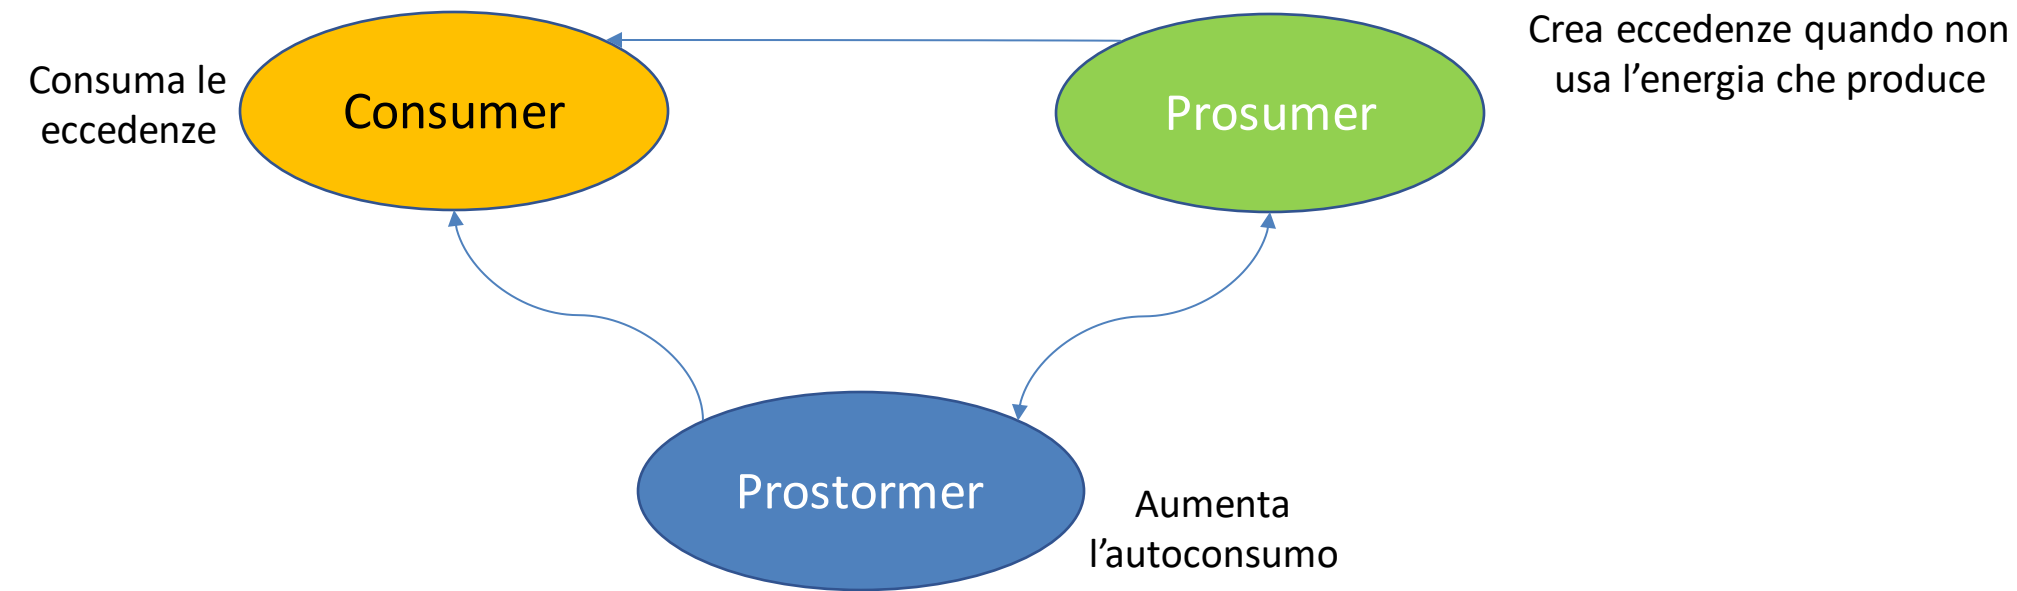 Consuma le
eccedenze
Consumer
Prosumer
Crea eccedenze quando non
usa l’energia che produce
Prostormer
Aumenta
l’autoconsumo